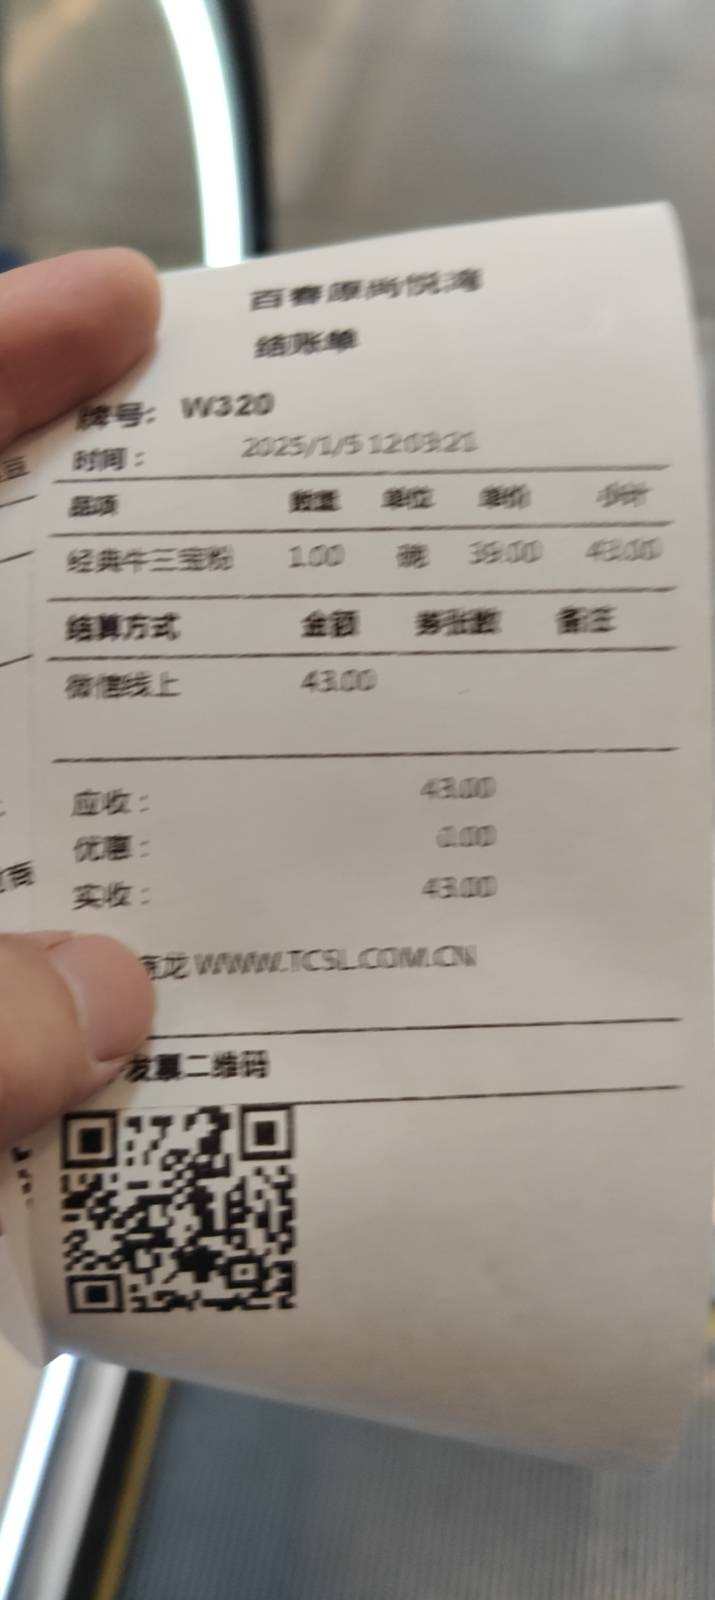 百春原尚悦湾
结账单
牌号: W320
时间： 2025/1/5 12:03:21
品项 数量 单位 单价 小计
经典牛三宝粉 1.00 碗 39.00 43.00
结算方式 金额 券张数 备注
微信线上 43.00
应收： 43.00
优惠： 0.00
实收： 43.00
龙 WWW.TCSL.COM.CN
发票二维码